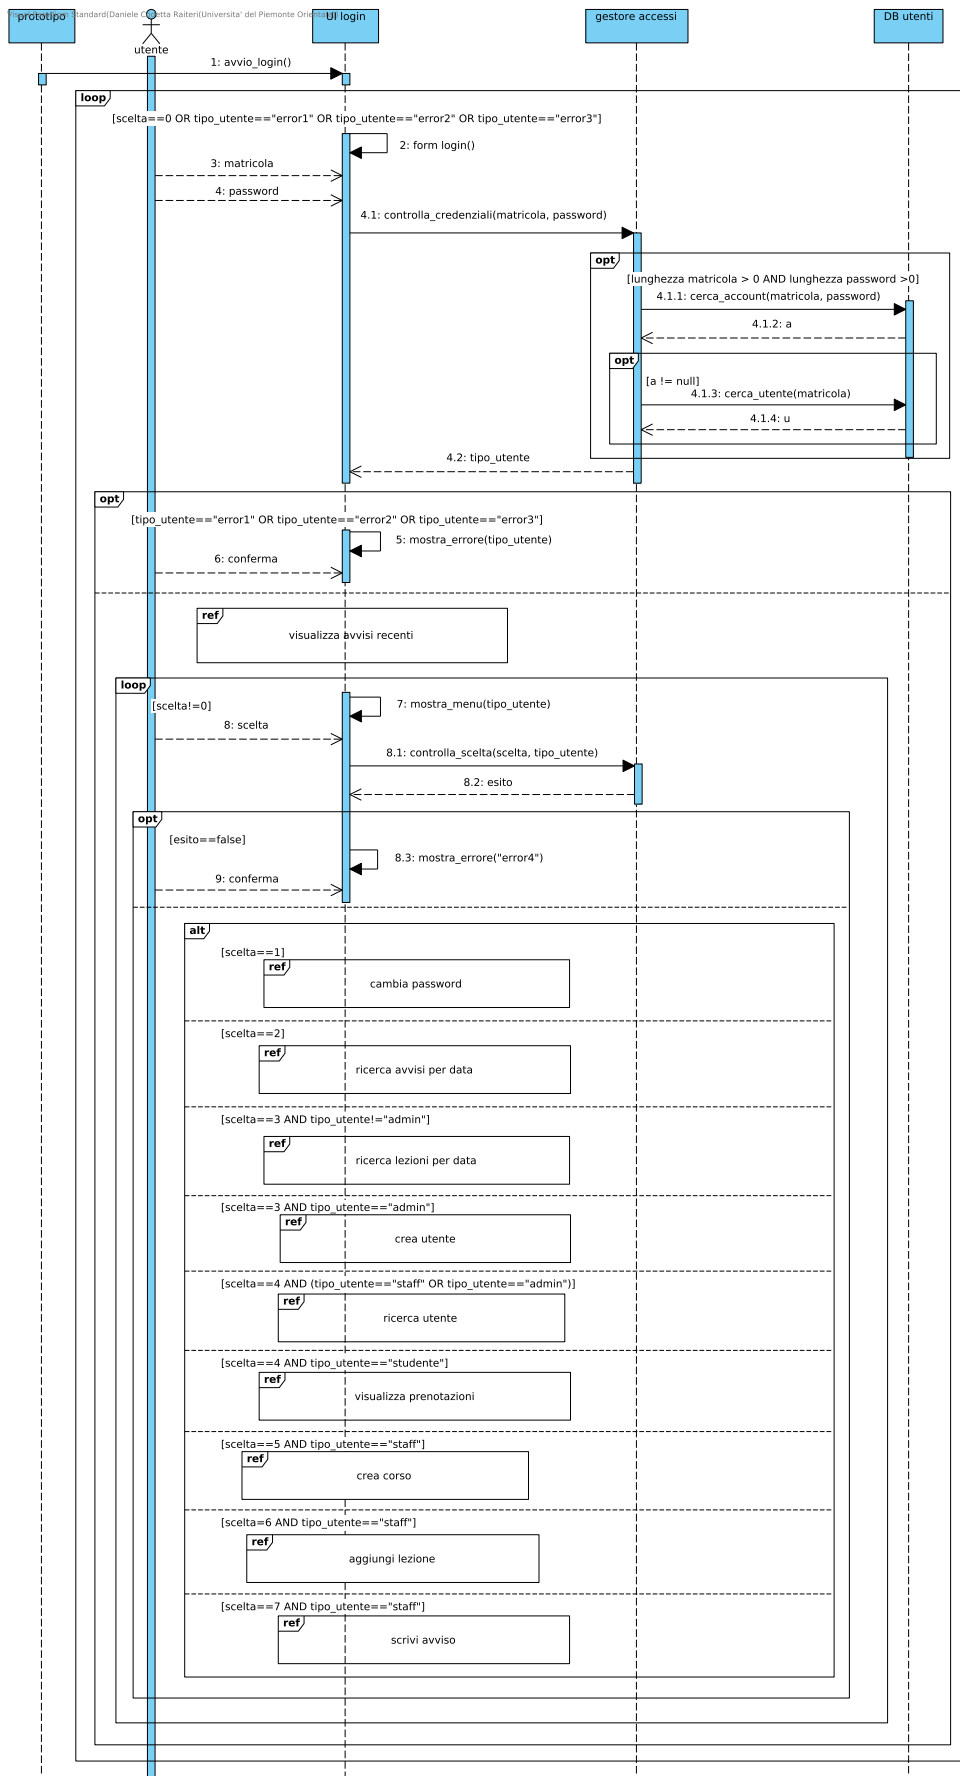 prototipo
UI login
gestore accessi
DB utenti
utente
1: avvio_login()
loop
[scelta==0 OR tipo_utente=="error1" OR tipo_utente=="error2" OR tipo_utente=="error3"]
2: form login()
3: matricola
4: password
4.1: controlla_credenziali(matricola, password)
opt
[lunghezza matricola > 0 AND lunghezza password >0]
4.1.1: cerca_account(matricola, password)
4.1.2: a
opt
[a != null]
4.1.3: cerca_utente(matricola)
4.1.4: u
4.2: tipo_utente
opt
[tipo_utente=="error1" OR tipo_utente=="error2" OR tipo_utente=="error3"]
5: mostra_errore(tipo_utente)
6: conferma
ref
visualizza avvisi recenti
loop
[scelta!=0]
7: mostra_menu(tipo_utente)
8: scelta
8.1: controlla_scelta(scelta, tipo_utente)
8.2: esito
opt
[esito==false]
8.3: mostra_errore("error4")
9: conferma
alt
[scelta==1]
ref
cambia password
[scelta==2]
ref
ricerca avvisi per data
[scelta==3 AND tipo_utente!="admin"]
ref
ricerca lezioni per data
[scelta==3 AND tipo_utente=="admin"]
ref
crea utente
[scelta==4 AND (tipo_utente=="staff" OR tipo_utente=="admin")]
ref
ricerca utente
[scelta==4 AND tipo_utente=="studente"]
ref
visualizza prenotazioni
[scelta==5 AND tipo_utente=="staff"]
ref
crea corso
[scelta=6 AND tipo_utente=="staff"]
ref
aggiungi lezione
[scelta==7 AND tipo_utente=="staff"]
ref
scrivi avviso